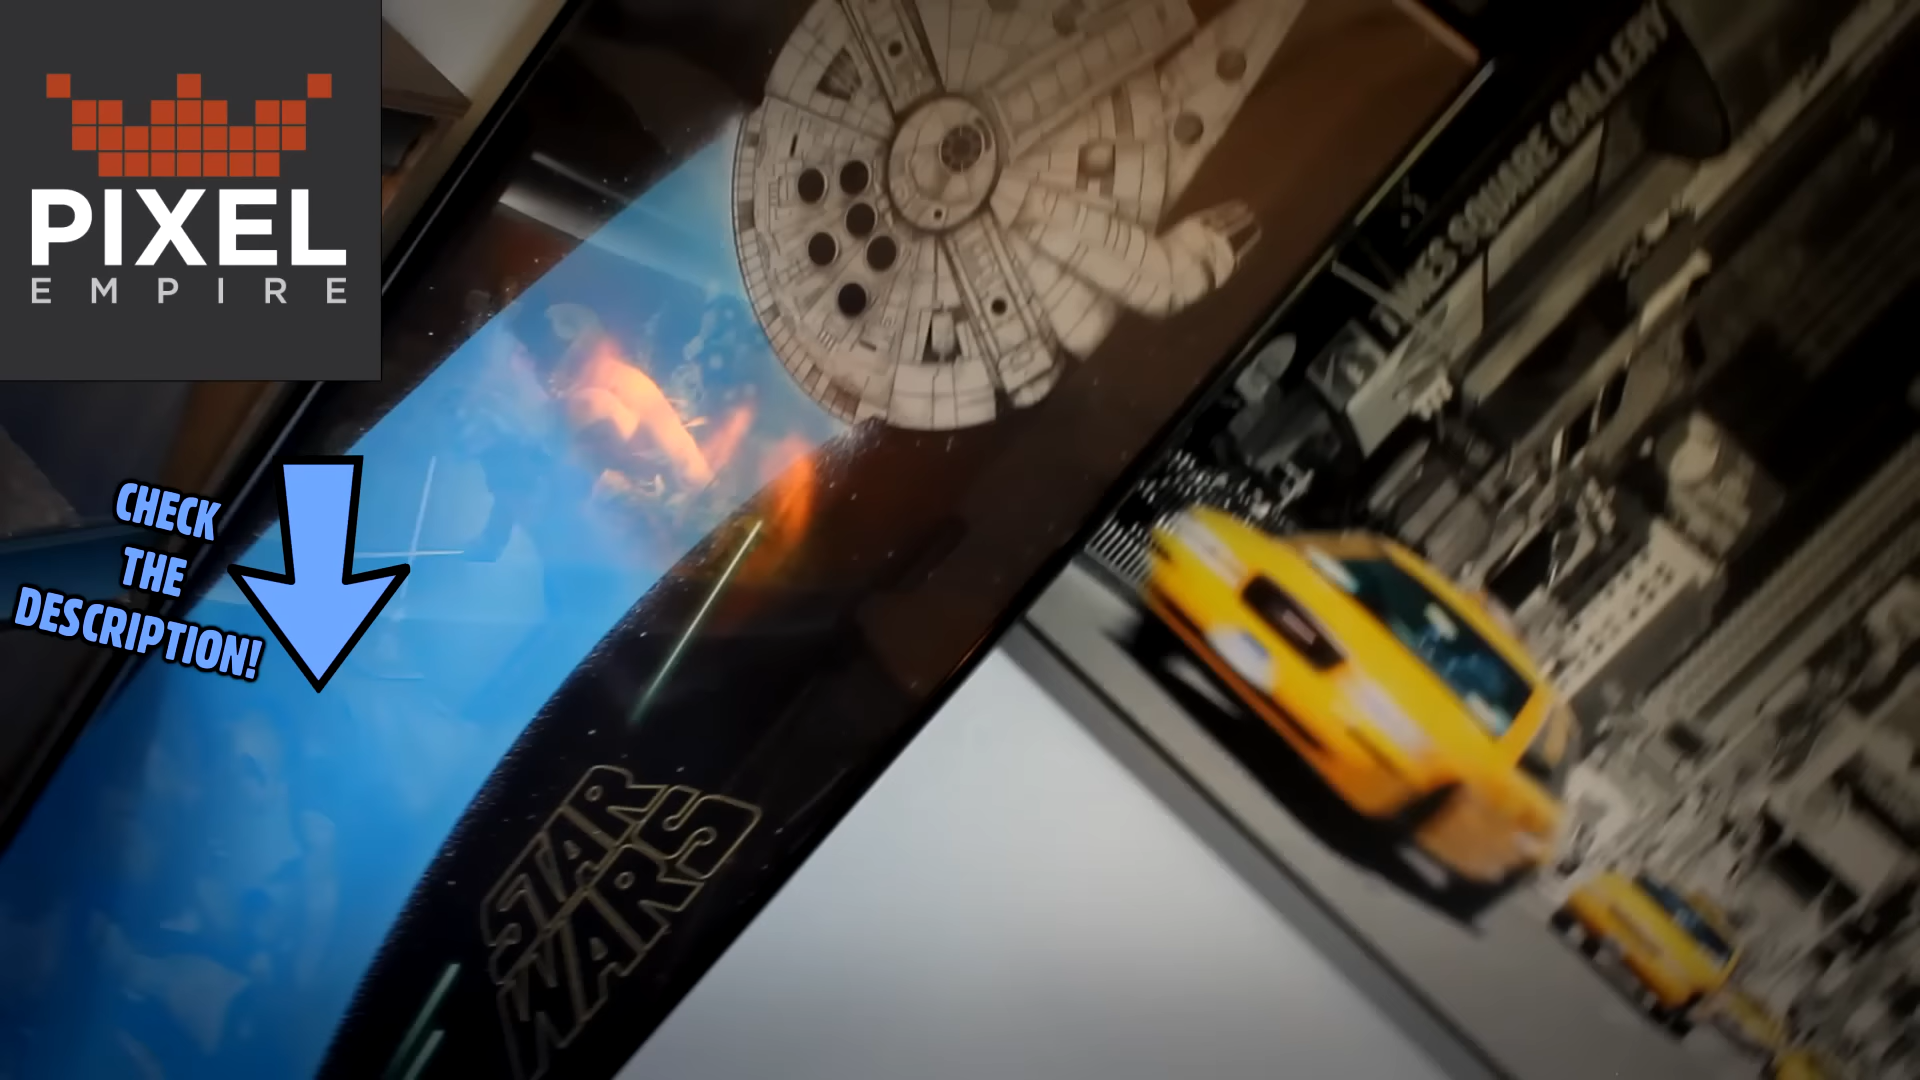 PIXEL
EMPIRE
CHECK
THE
DESCRIPTION!
STAR
WARS
SQUARE GALLERY